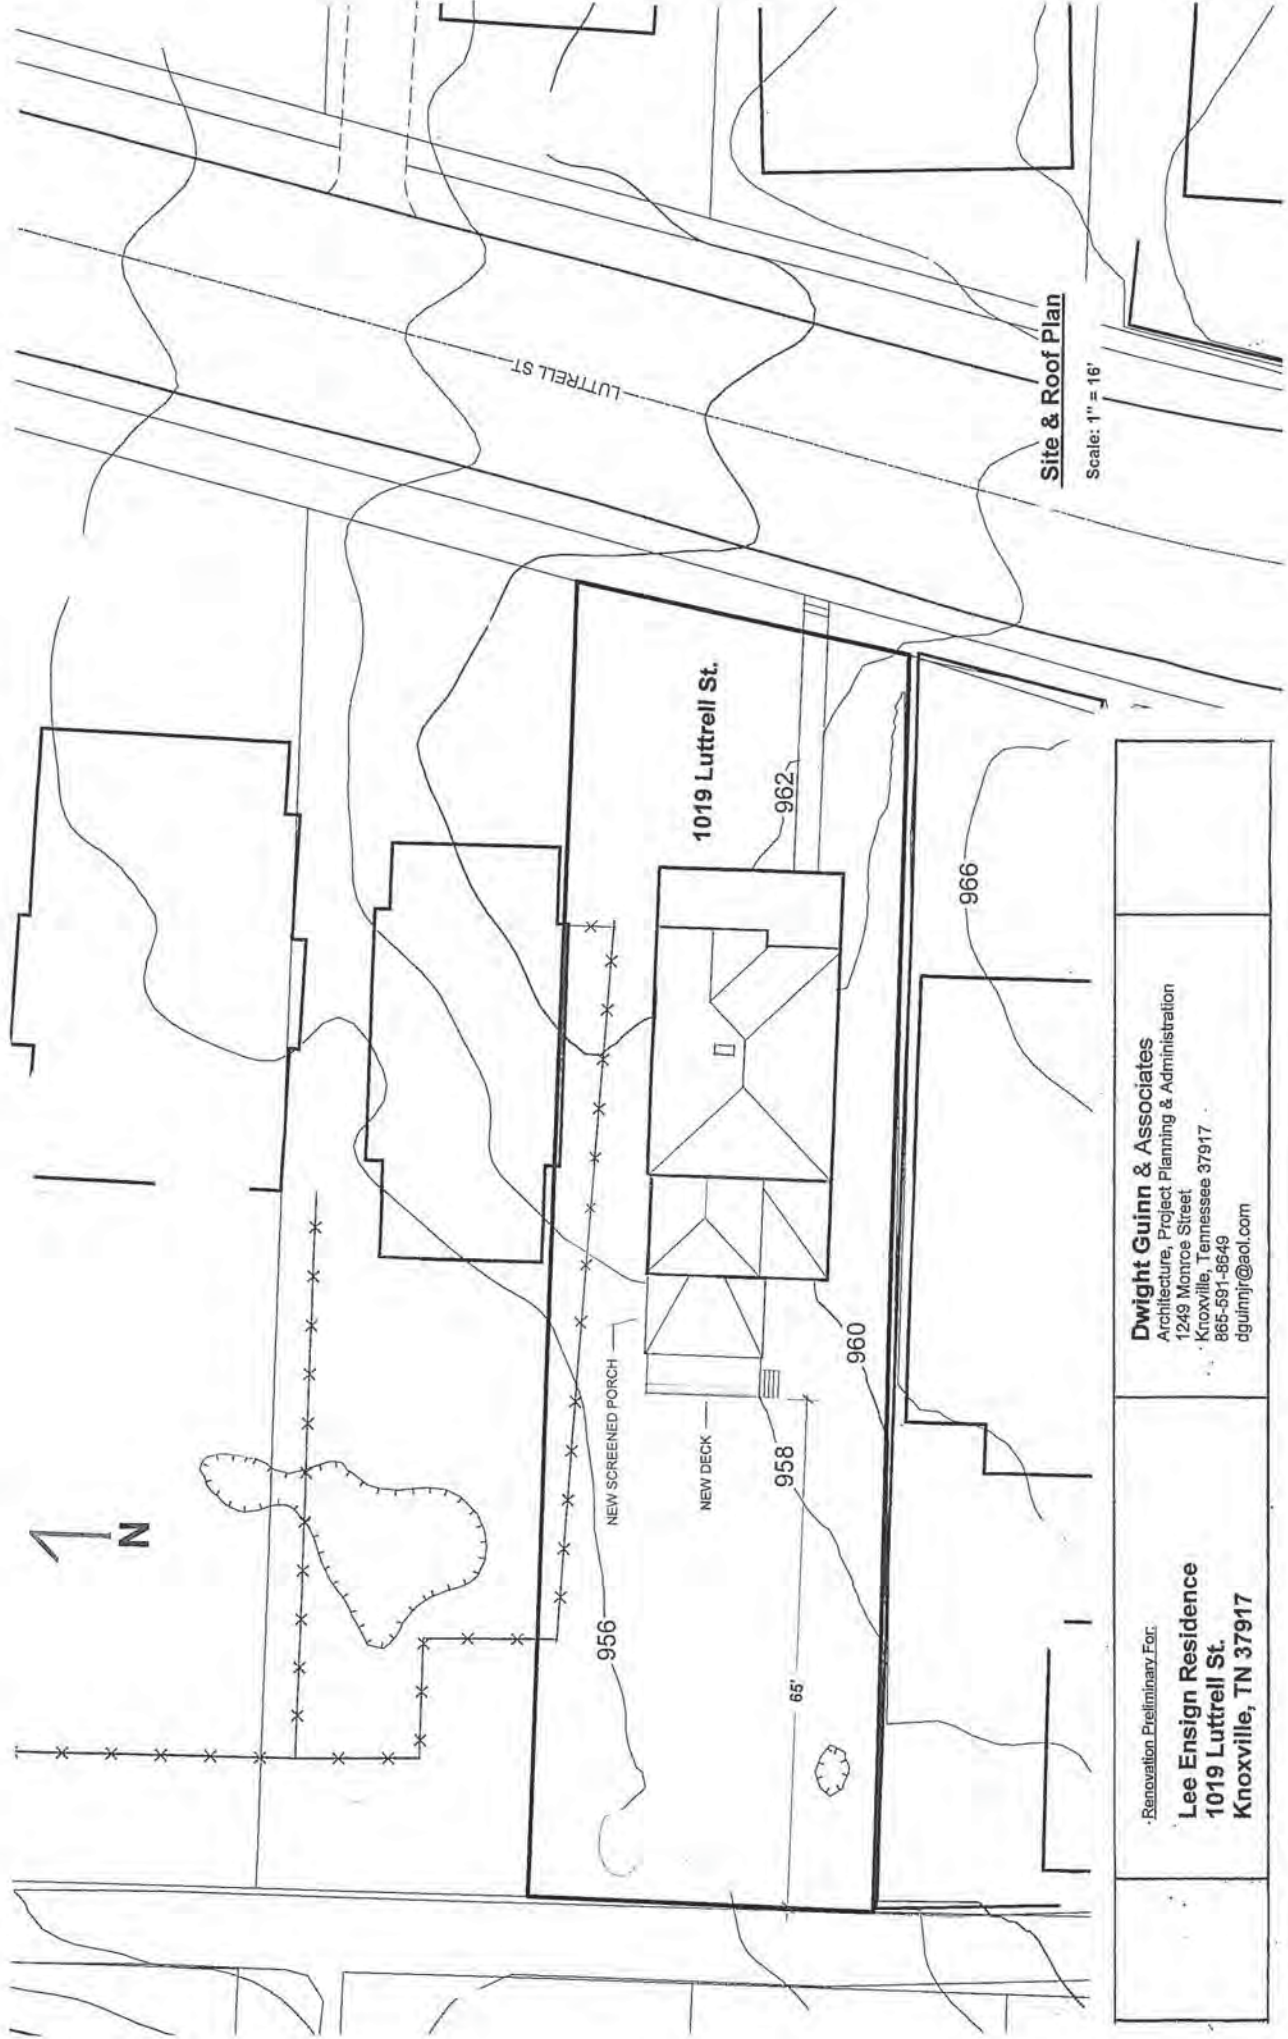 N
LUTTRELL ST
1019 Luttrell St.
962
966
NEW SCREENED PORCH
NEW DECK
960
958
956
65'
Site & Roof Plan
Scale: 1" = 16'
Renovation Preliminary For:
Lee Ensign Residence
1019 Luttrell St.
Knoxville, TN 37917
Dwight Guinn & Associates
Architecture, Project Planning & Administration
1249 Monroe Street
Knoxville, Tennessee 37917
865-591-8649
dguinnjr@aol.com